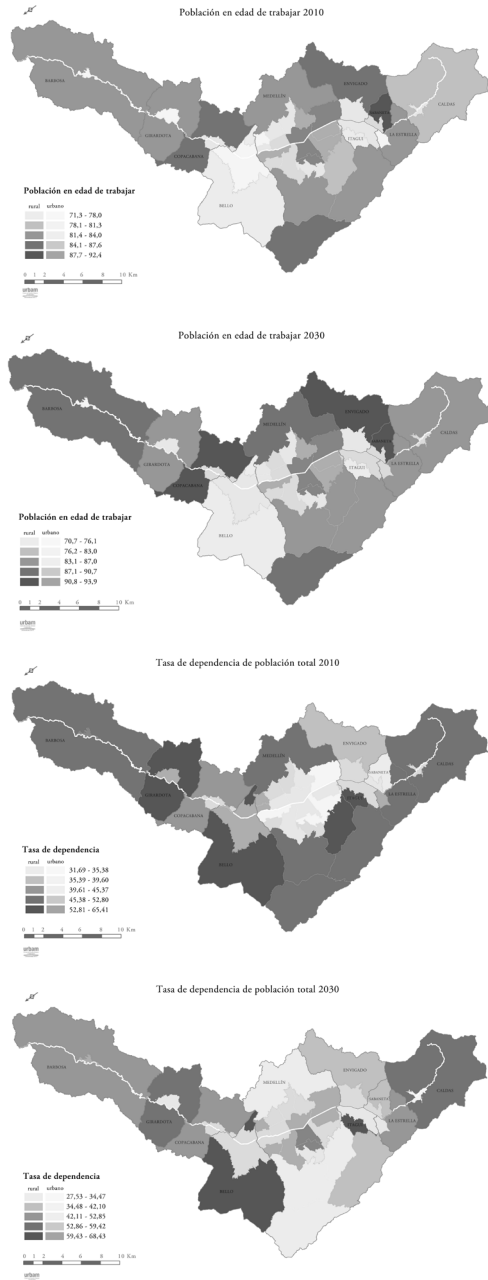 Población en edad de trabajar 2010
BARBOSA
MEDELLÍN
ENVIGADO
CALDAS
SABANETA
GIRARDOTA
ITAGUÍ
LA ESTRELLA
COPACABANA
BELLO
Población en edad de trabajar
rural urbano
71,3 - 78,0
78,1 - 81,3
81,4 - 84,0
84,1 - 87,6
87,7 - 92,4
0 1 2 4 6 8 10 Km
urbam
Población en edad de trabajar 2030
BARBOSA
MEDELLÍN
ENVIGADO
CALDAS
SABANETA
GIRARDOTA
ITAGUÍ
LA ESTRELLA
COPACABANA
BELLO
Población en edad de trabajar
rural urbano
70,7 - 76,1
76,2 - 83,0
83,1 - 87,0
87,1 - 90,7
90,8 - 93,9
0 1 2 4 6 8 10 Km
urbam
Tasa de dependencia de población total 2010
BARBOSA
MEDELLÍN
ENVIGADO
SABANETA
CALDAS
GIRARDOTA
LA ESTRELLA
COPACABANA
BELLO
Tasa de dependencia
rural urbano
31,69 - 35,38
35,39 - 39,60
39,61 - 45,37
45,38 - 52,80
52,81 - 65,41
0 1 2 4 6 8 10 Km
urbam
Tasa de dependencia de población total 2030
BARBOSA
MEDELLÍN
ENVIGADO
SABANETA
CALDAS
GIRARDOTA
LA ESTRELLA
COPACABANA
BELLO
Tasa de dependencia
rural urbano
27,53 - 34,47
34,48 - 42,10
42,11 - 52,85
52,86 - 59,42
59,43 - 68,43
0 1 2 4 6 8 10 Km
urbam